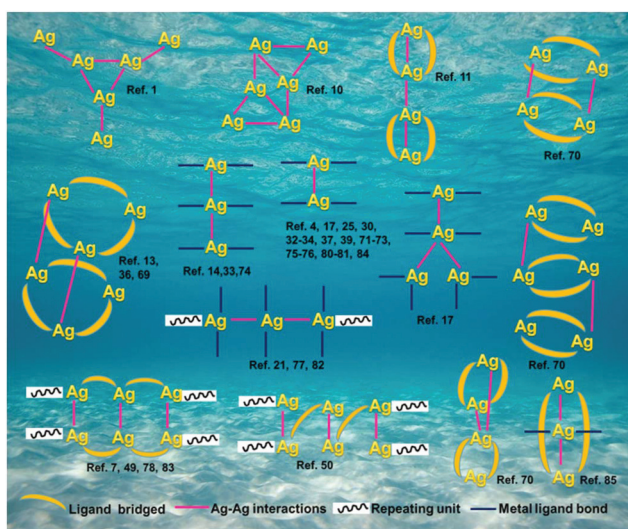 Ag Ag
Ag Ag
Ag
Ag
Ref. 1
Ag Ag
Ag
Ag
Ag Ag
Ref. 10
Ag
Ag
Ag
Ag
Ref. 11
Ag
Ag
Ag
Ag
Ref. 70
Ag
Ag
Ag
Ag
Ag
Ag
Ref. 13,
36, 69
Ag
Ag
Ag
Ref. 14,33,74
Ag
Ag
Ref. 4, 17, 25, 30,
32-34, 37, 39, 71-73,
75-76, 80-81, 84
Ag
Ag
Ag Ag
Ref. 17
Ag
Ag
Ag
Ag
Ag
Ag
Ref. 70
Ag Ag Ag
Ref. 21, 77, 82
Ag Ag Ag
Ag Ag Ag
Ref. 7, 49, 78, 83
Ag Ag Ag
Ag Ag Ag
Ref. 50
Ag
Ag
Ag
Ag
Ref. 70
Ag
Ag
Ag
Ref. 85
Ligand bridged Ag-Ag interactions Repeating unit Metal ligand bond